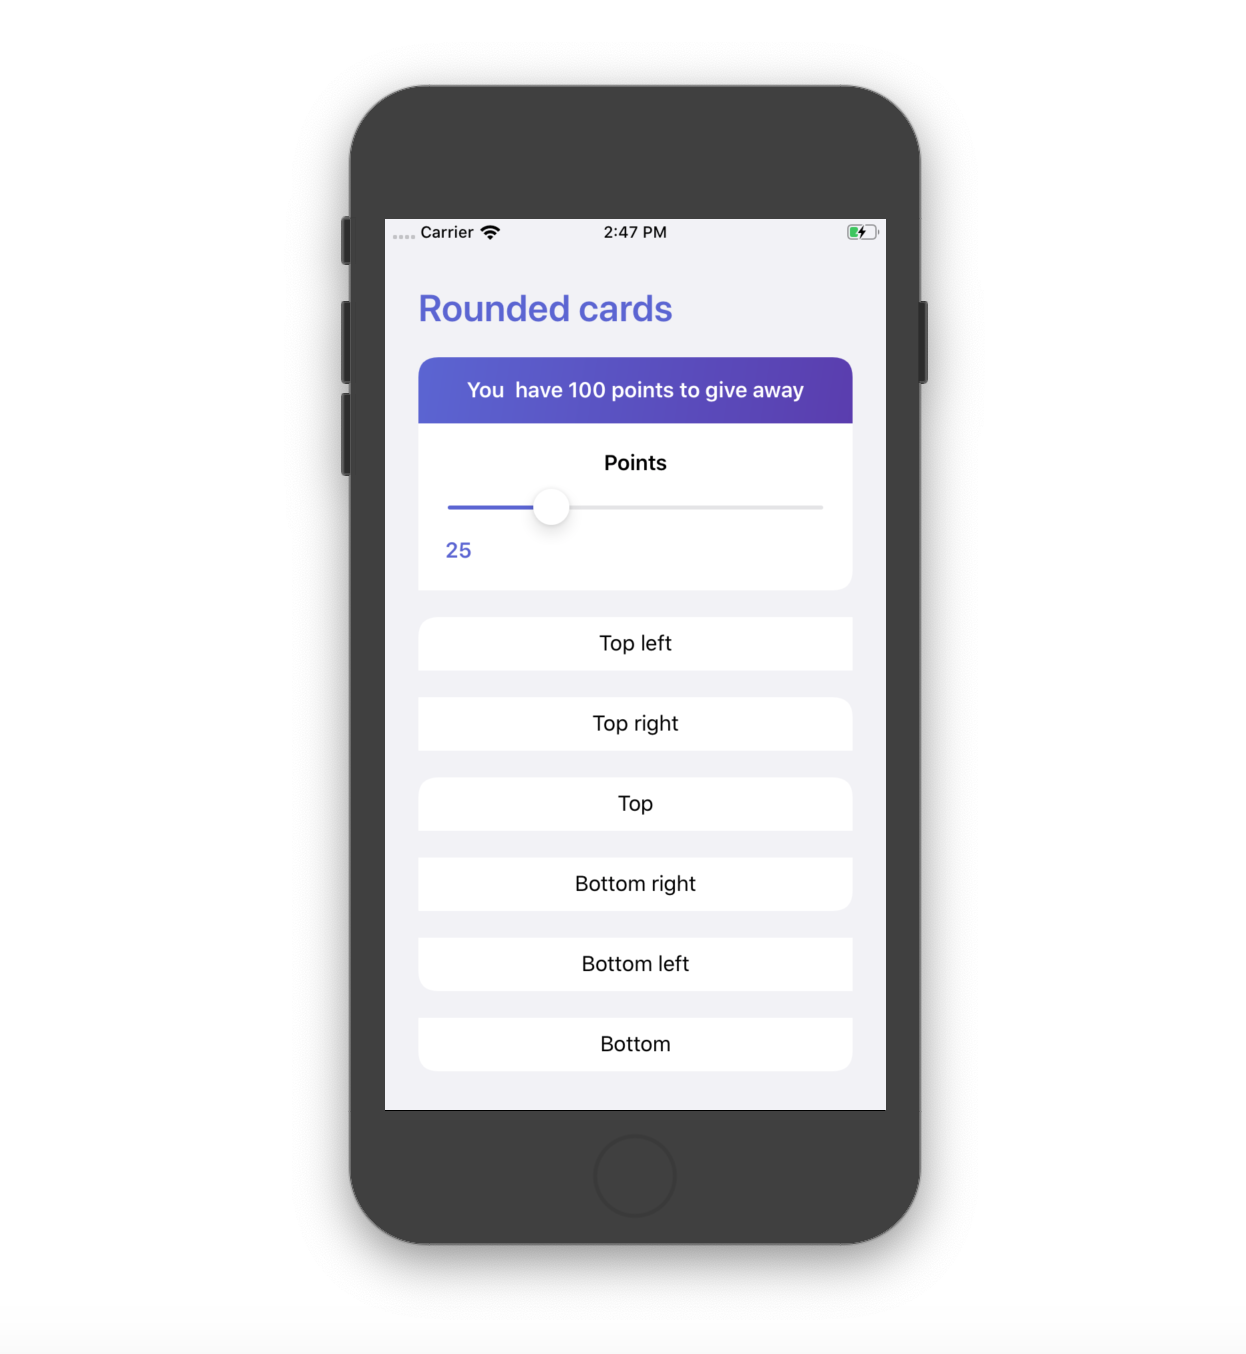 Carrier 2:47 PM
Rounded cards
You  have 100 points to give away
Points
25
Top left
Top right
Top
Bottom right
Bottom left
Bottom